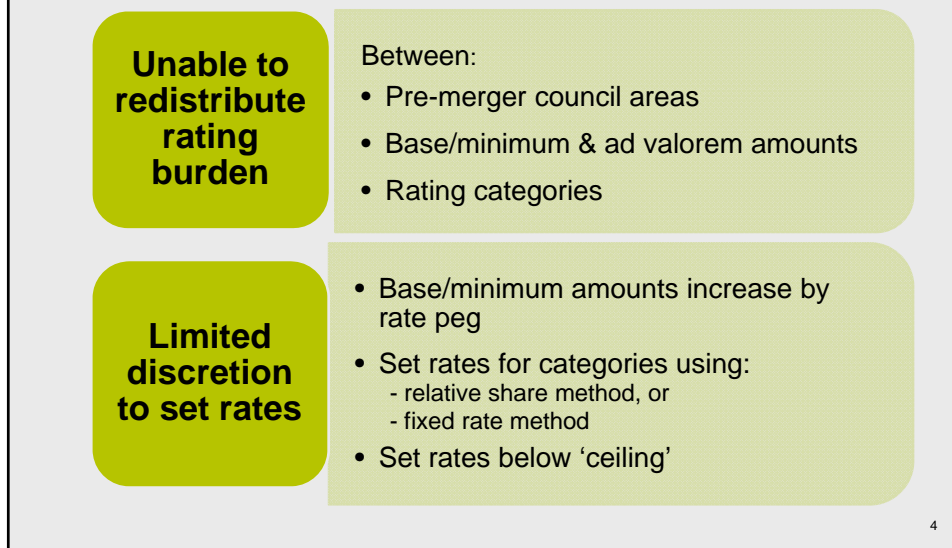 Unable to
redistribute
rating
burden
Between:
• Pre-merger council areas
• Base/minimum & ad valorem amounts
• Rating categories
Limited
discretion
to set rates
• Base/minimum amounts increase by
rate peg
• Set rates for categories using:
- relative share method, or
- fixed rate method
• Set rates below ‘ceiling’
4